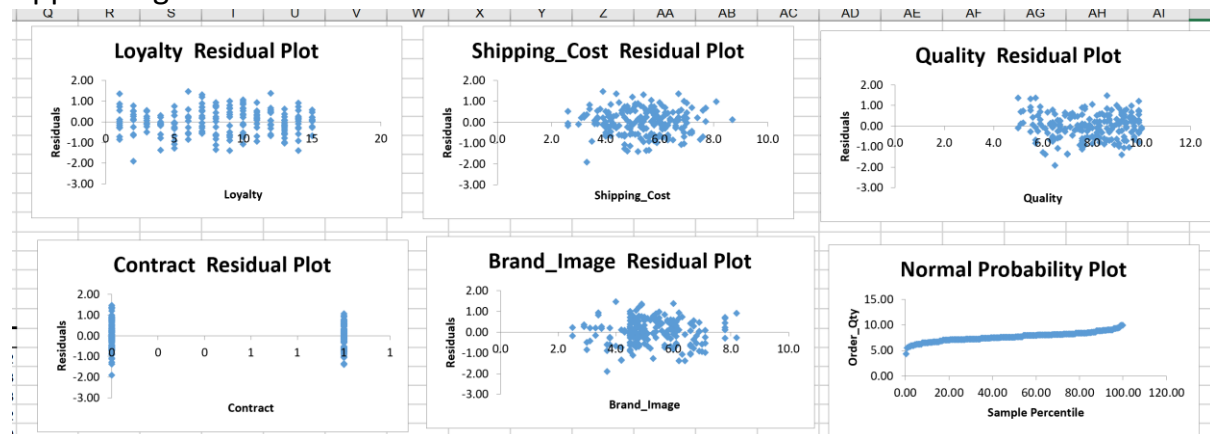 Q R S T U V W X Y Z AA AB AC AD AE AF AG AH AI
Loyalty Residual Plot
2.00
1.00
0.00
-1.00
-2.00
-3.00
0 5 10 15 20
Residuals
Loyalty
Shipping_Cost Residual Plot
2.00
1.00
0.00
-1.00
-2.00
-3.00
0.0 2.0 4.0 6.0 8.0 10.0
Residuals
Shipping_Cost
Quality Residual Plot
2.00
1.00
0.00
-1.00
-2.00
-3.00
0.0 2.0 4.0 6.0 8.0 10.0 12.0
Residuals
Quality
Contract Residual Plot
2.00
1.00
0.00
-1.00
-2.00
-3.00
0 0 0 1 1 1 1
Residuals
Contract
Brand_Image Residual Plot
2.00
1.00
0.00
-1.00
-2.00
-3.00
0.0 2.0 4.0 6.0 8.0 10.0
Residuals
Brand_Image
Normal Probability Plot
15.00
10.00
5.00
0.00
0.00 20.00 40.00 60.00 80.00 100.00 120.00
Order_Qty
Sample Percentile